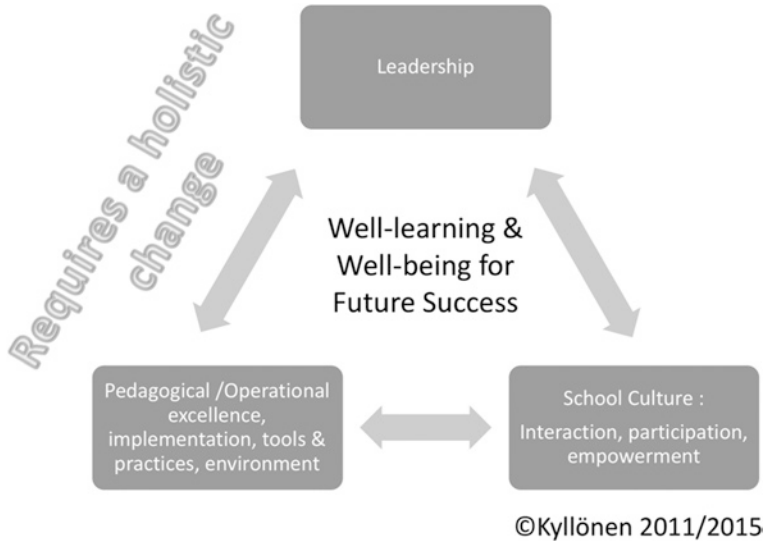 Requires a holistic
change
Leadership
Well-learning &
Well-being for
Future Success
Pedagogical /Operational
excellence,
implementation, tools &
practices, environment
School Culture :
Interaction, participation,
empowerment
©Kyllönen 2011/2015